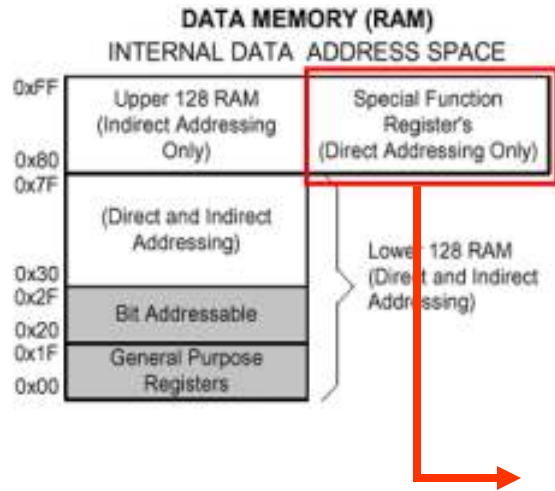 DATA MEMORY (RAM)
INTERNAL DATA ADDRESS SPACE
0xFF
Upper 128 RAM
(Indirect Addressing
Only)
0x80
Special Function
Register's
(Direct Addressing Only)
0x7F
(Direct and Indirect
Addressing)
0x30
Lower 128 RAM
(Direct and Indirect
Addressing)
0x2F
Bit Addressable
0x20
0x1F
General Purpose
Registers
0x00